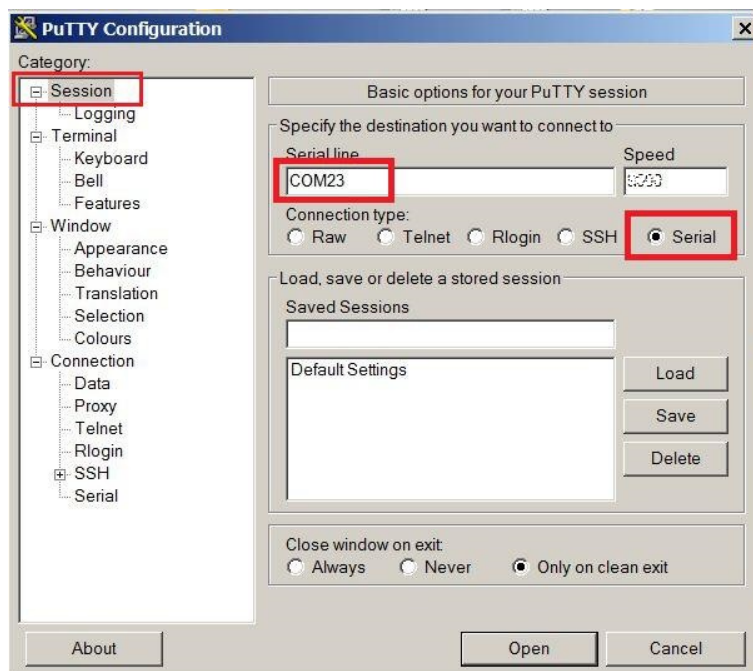 PuTTY Configuration
Category:
Session
Logging
Terminal
Keyboard
Bell
Features
Window
Appearance
Behaviour
Translation
Selection
Colours
Connection
Data
Proxy
Telnet
Rlogin
SSH
Serial
Basic options for your PuTTY session
Specify the destination you want to connect to
Serial line Speed
COM23
Connection type:
Raw Telnet Rlogin SSH Serial
Load, save or delete a stored session
Saved Sessions
Default Settings
Load
Save
Delete
Close window on exit:
Always Never Only on clean exit
About Open Cancel